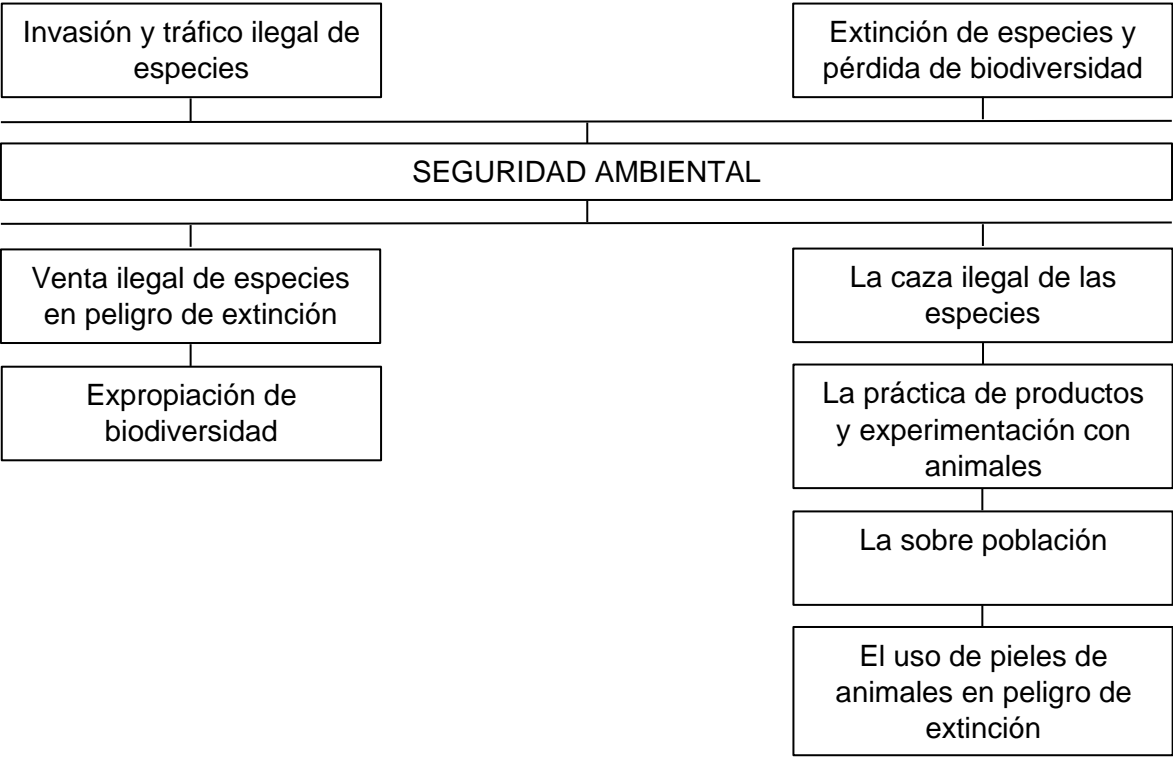 Invasión y tráfico ilegal de
especies
Extinción de especies y
pérdida de biodiversidad
SEGURIDAD AMBIENTAL
Venta ilegal de especies
en peligro de extinción
Expropiación de
biodiversidad
La caza ilegal de las
especies
La práctica de productos
y experimentación con
animales
La sobre población
El uso de pieles de
animales en peligro de
extinción